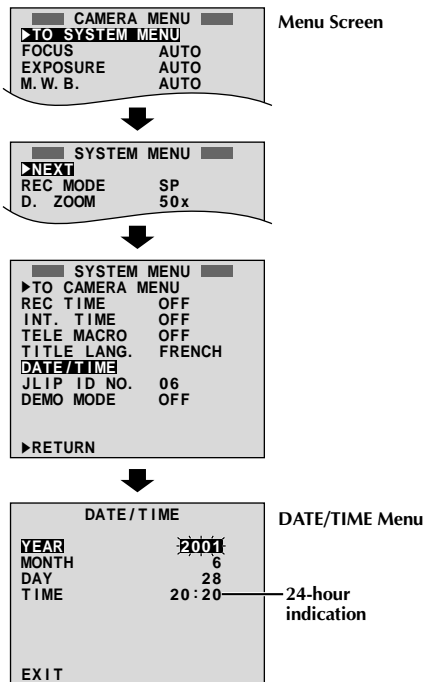 CAMERA MENU
Menu Screen
▶TO SYSTEM MENU
FOCUS AUTO
EXPOSURE AUTO
M. W. B. AUTO
SYSTEM MENU
▶NEXT
REC MODE SP
D. ZOOM 50x
SYSTEM MENU
▶TO CAMERA MENU
REC TIME OFF
INT. TIME OFF
TELE MACRO OFF
TITLE LANG. FRENCH
DATE/TIME
JLIP ID NO. 06
DEMO MODE OFF
▶RETURN
DATE/TIME
DATE/TIME Menu
YEAR 2001
MONTH 6
DAY 28
TIME 20:20
24-hour
indication
EXIT